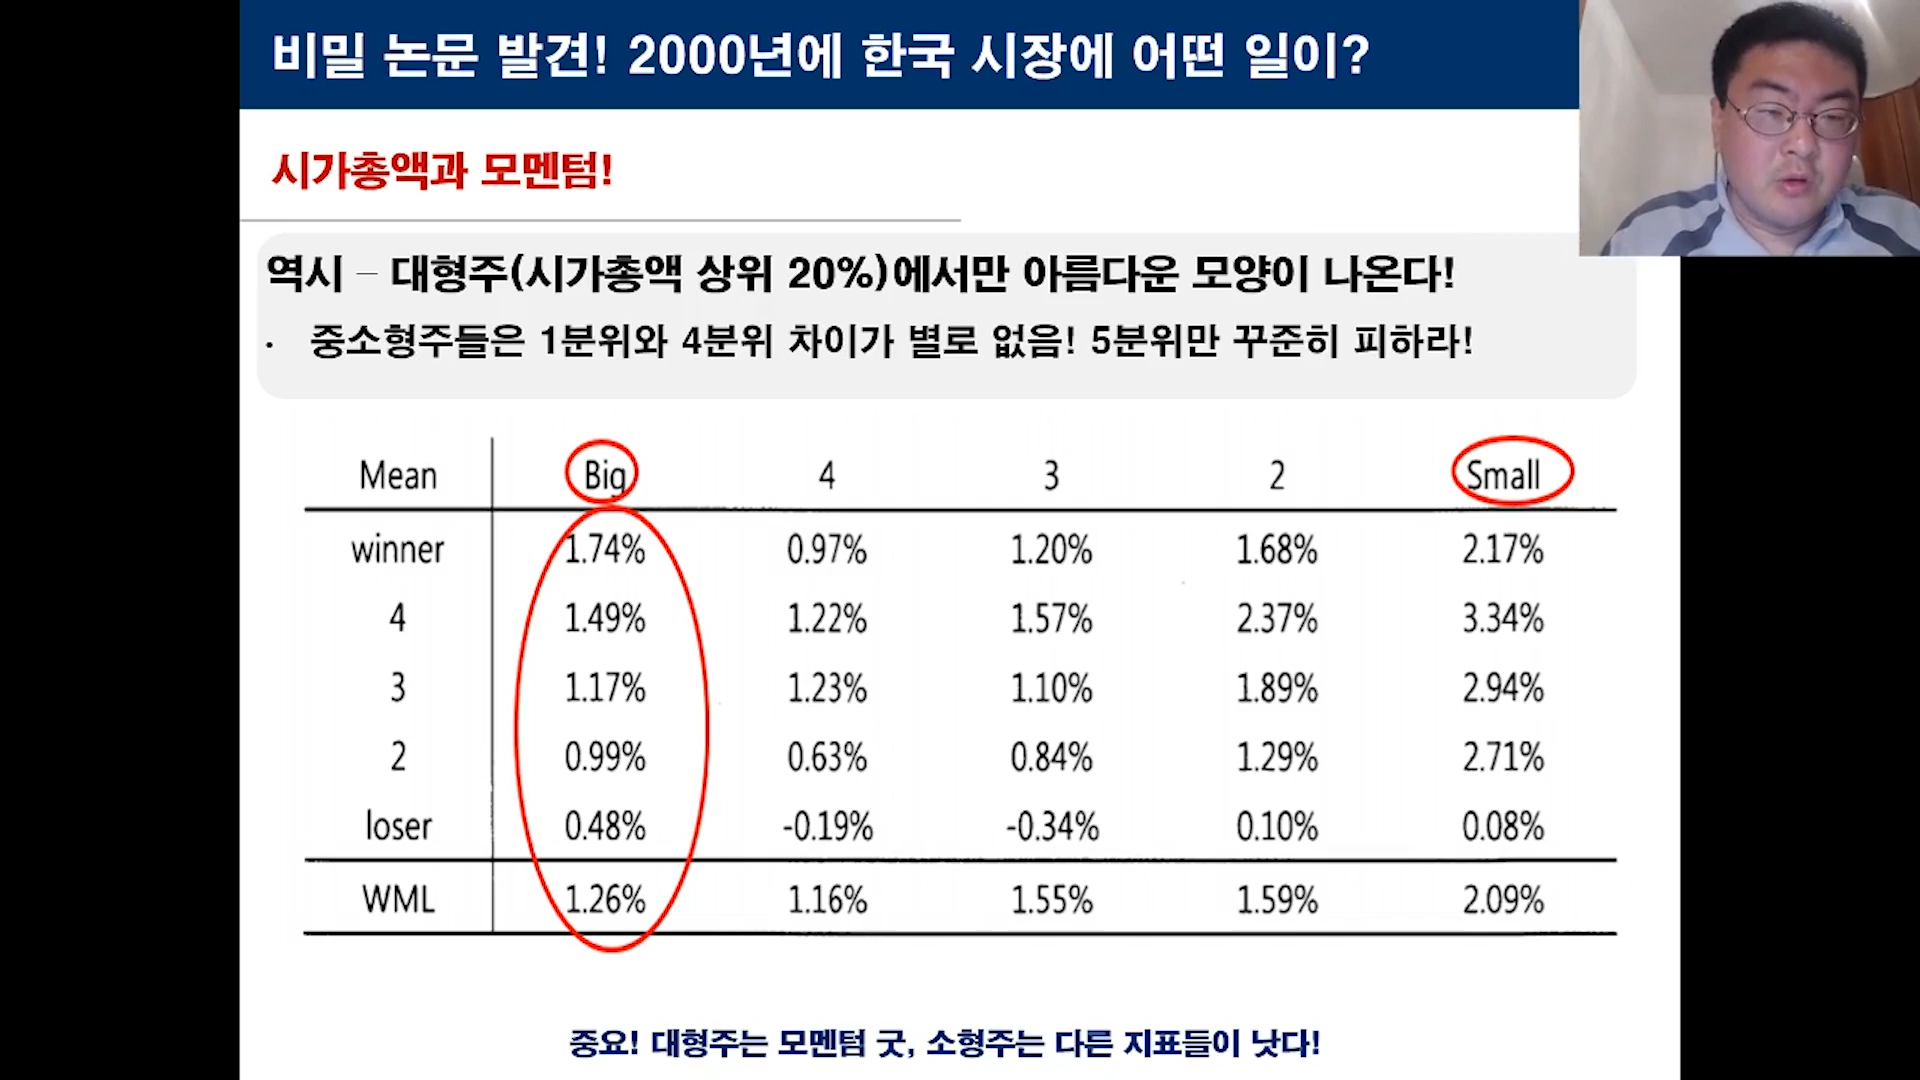 비밀 논문 발견! 2000년에 한국 시장에 어떤 일이?
시가총액과 모멘텀!
역시 – 대형주(시가총액 상위 20%)에서만 아름다운 모양이 나온다!
· 중소형주들은 1분위와 4분위 차이가 별로 없음! 5분위만 꾸준히 피하라!
Mean Big 4 3 2 Small
winner 1.74% 0.97% 1.20% 1.68% 2.17%
4 1.49% 1.22% 1.57% 2.37% 3.34%
3 1.17% 1.23% 1.10% 1.89% 2.94%
2 0.99% 0.63% 0.84% 1.29% 2.71%
loser 0.48% -0.19% -0.34% 0.10% 0.08%
WML 1.26% 1.16% 1.55% 1.59% 2.09%
중요! 대형주는 모멘텀 굿, 소형주는 다른 지표들이 낫다!